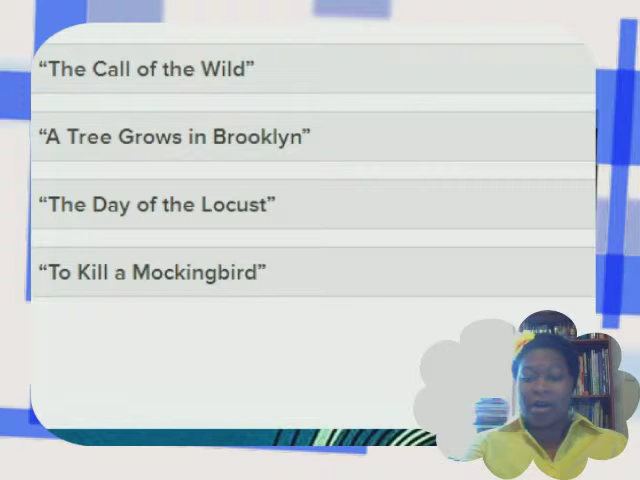 “The Call of the Wild”
“A Tree Grows in Brooklyn”
“The Day of the Locust”
“To Kill a Mockingbird”